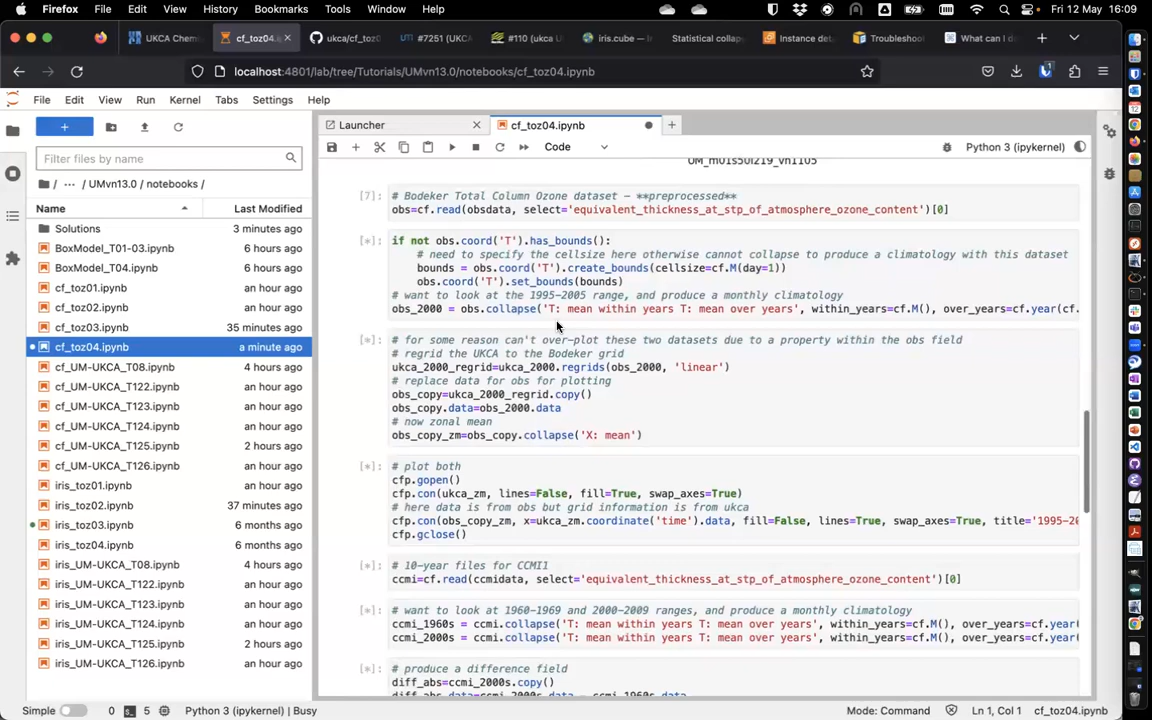 Firefox File Edit View History Bookmarks Tools Window Help Fri 12 May 16:09
UKCA Chem cf_toz04. ukca/cf_toz0 #7251 (UKC #110 (ukca U iris.cube — Statistical collap Instance det Troubleshoot What can I d
localhost:4801/lab/tree/Tutorials/UMvn13.0/notebooks/cf_toz04.ipynb
File Edit View Run Kernel Tabs Settings Help
Launcher
cf_toz04.ipynb
Code
Python 3 (ipykernel)
Filter files by name
/ ··· / UMvn13.0 / notebooks /
Name Last Modified
Solutions 3 minutes ago
BoxModel_T01-03.ipynb 6 hours ago
BoxModel_T04.ipynb 6 hours ago
cf_toz01.ipynb an hour ago
cf_toz02.ipynb an hour ago
cf_toz03.ipynb 35 minutes ago
cf_toz04.ipynb a minute ago
cf_UM-UKCA_T08.ipynb 4 hours ago
cf_UM-UKCA_T122.ipynb an hour ago
cf_UM-UKCA_T123.ipynb an hour ago
cf_UM-UKCA_T124.ipynb an hour ago
cf_UM-UKCA_T125.ipynb 2 hours ago
cf_UM-UKCA_T126.ipynb an hour ago
iris_toz01.ipynb an hour ago
iris_toz02.ipynb 37 minutes ago
iris_toz03.ipynb 6 months ago
iris_toz04.ipynb 6 months ago
iris_UM-UKCA_T08.ipynb 4 hours ago
iris_UM-UKCA_T122.ipynb an hour ago
iris_UM-UKCA_T123.ipynb an hour ago
iris_UM-UKCA_T124.ipynb an hour ago
iris_UM-UKCA_T125.ipynb 2 hours ago
iris_UM-UKCA_T126.ipynb an hour ago
UM_m01s50i219_vn1105
[7]: # Bodeker Total Column Ozone dataset — **preprocessed**
obs=cf.read(obsdata, select='equivalent_thickness_at_stp_of_atmosphere_ozone_content')[0]
[*]: if not obs.coord('T').has_bounds():
# need to specify the cellsize here otherwise cannot collapse to produce a climatology with this dataset
bounds = obs.coord('T').create_bounds(cellsize=cf.M(day=1))
obs.coord('T').set_bounds(bounds)
# want to look at the 1995-2005 range, and produce a monthly climatology
obs_2000 = obs.collapse('T: mean within years T: mean over years', within_years=cf.M(), over_years=cf.year(cf.
[*]: # for some reason can't over-plot these two datasets due to a property within the obs field
# regrid the UKCA to the Bodeker grid
ukca_2000_regrid=ukca_2000.regrids(obs_2000, 'linear')
# replace data for obs for plotting
obs_copy=ukca_2000_regrid.copy()
obs_copy.data=obs_2000.data
# now zonal mean
obs_copy_zm=obs_copy.collapse('X: mean')
[*]: # plot both
cfp.gopen()
cfp.con(ukca_zm, lines=False, fill=True, swap_axes=True)
# here data is from obs but grid information is from ukca
cfp.con(obs_copy_zm, x=ukca_zm.coordinate('time').data, fill=False, lines=True, swap_axes=True, title='1995-20
cfp.gclose()
[*]: # 10-year files for CCMI1
ccmi=cf.read(ccmidata, select='equivalent_thickness_at_stp_of_atmosphere_ozone_content')[0]
[*]: # want to look at 1960-1969 and 2000-2009 ranges, and produce a monthly climatology
ccmi_1960s = ccmi.collapse('T: mean within years T: mean over years', within_years=cf.M(), over_years=cf.year(
ccmi_2000s = ccmi.collapse('T: mean within years T: mean over years', within_years=cf.M(), over_years=cf.year(
[*]: # produce a difference field
diff_abs=ccmi_2000s.copy()
diff_abs.data=ccmi_2000s.data - ccmi_1960s.data
Simple 0 5 Python 3 (ipykernel) | Busy Mode: Command Ln 1, Col 1 cf_toz04.ipynb